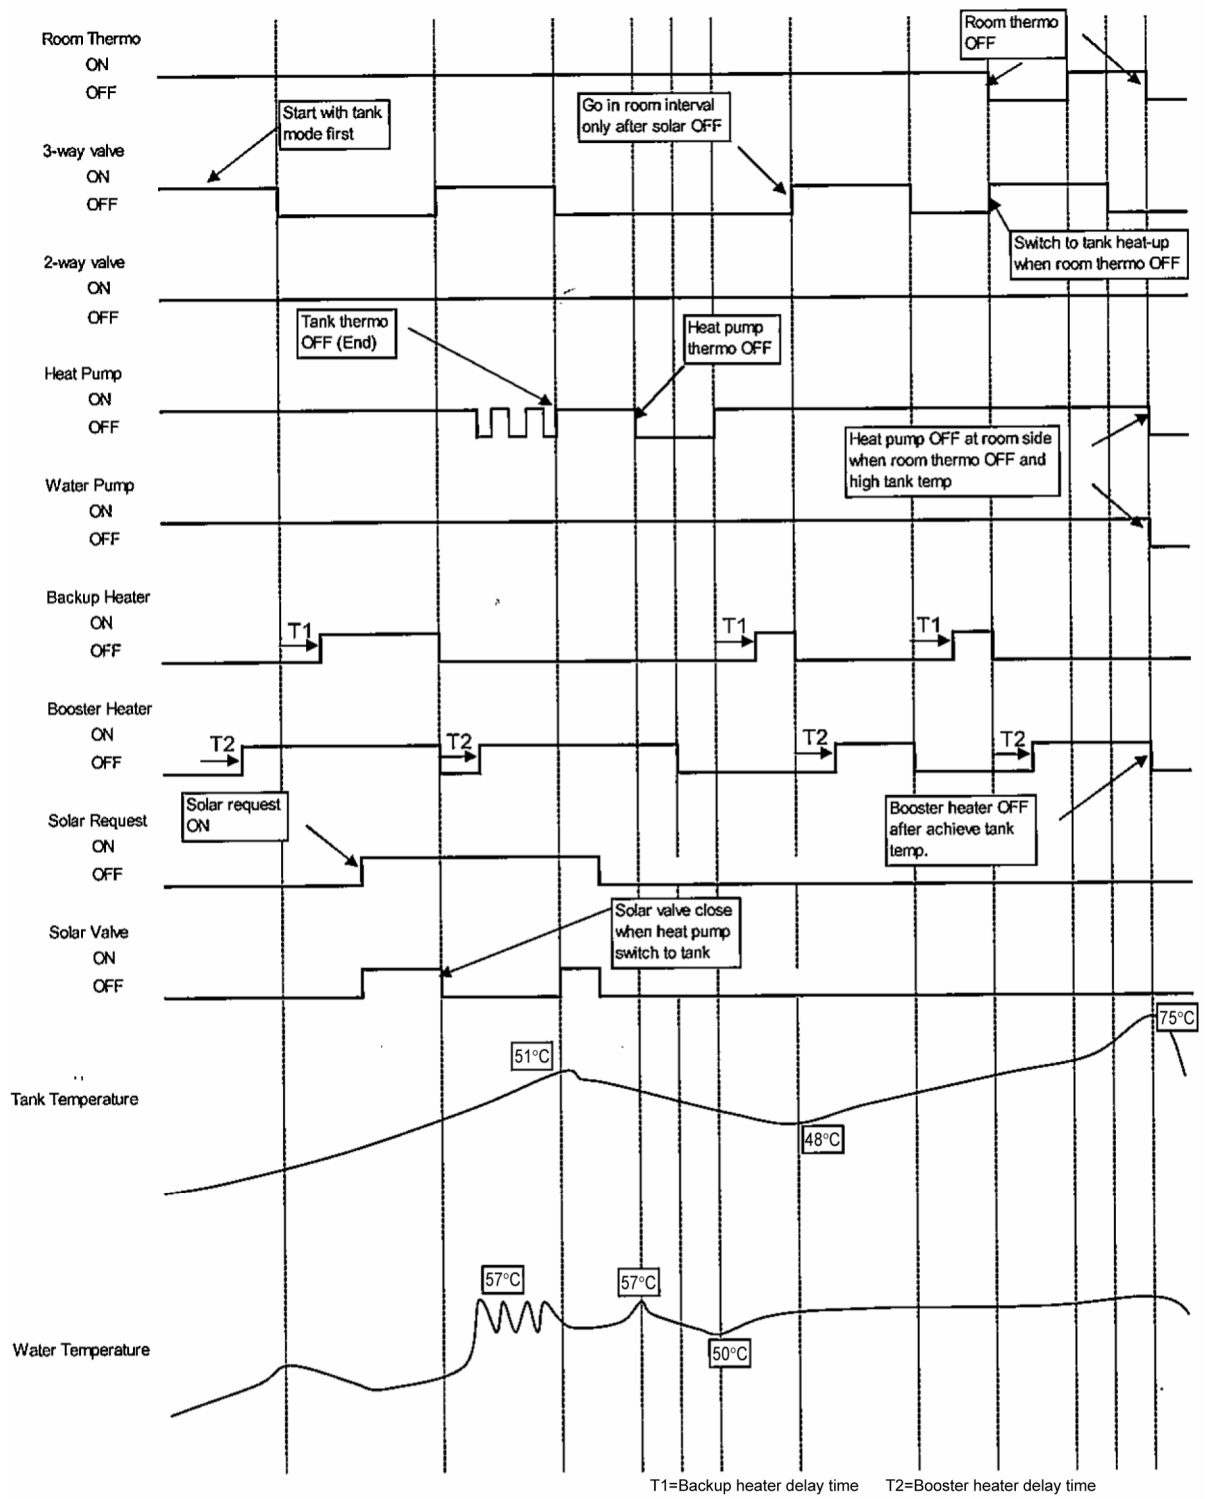 Room Thermo
ON
OFF
Room thermo
OFF
Start with tank
mode first
Go in room interval
only after solar OFF
3-way valve
ON
OFF
Switch to tank heat-up
when room thermo OFF
2-way valve
ON
OFF
Tank thermo
OFF (End)
Heat pump
thermo OFF
Heat Pump
ON
OFF
Heat pump OFF at room side
when room thermo OFF and
high tank temp
Water Pump
ON
OFF
Backup Heater
ON
OFF
T1
T1
T1
Booster Heater
ON
OFF
T2
T2
T2
T2
Solar request
ON
Booster heater OFF
after achieve tank
temp.
Solar Request
ON
OFF
Solar valve close
when heat pump
switch to tank
Solar Valve
ON
OFF
75°C
51°C
Tank Temperature
48°C
57°C
57°C
Water Temperature
50°C
T1=Backup heater delay time
T2=Booster heater delay time